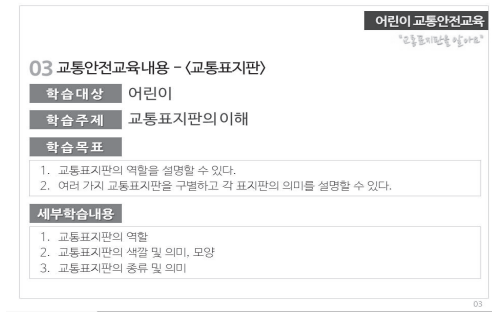 어린이 교통안전교육
"교통표지판을 알아요"
03 교통안전교육내용 - <교통표지판>
학습대상 어린이
학습주제 교통표지판의 이해
학습목표
1. 교통표지판의 역할을 설명할 수 있다.
2. 여러 가지 교통표지판을 구별하고 각 표지판의 의미를 설명할 수 있다.
세부학습내용
1. 교통표지판의 역할
2. 교통표지판의 색깔 및 의미, 모양
3. 교통표지판의 종류 및 의미
03